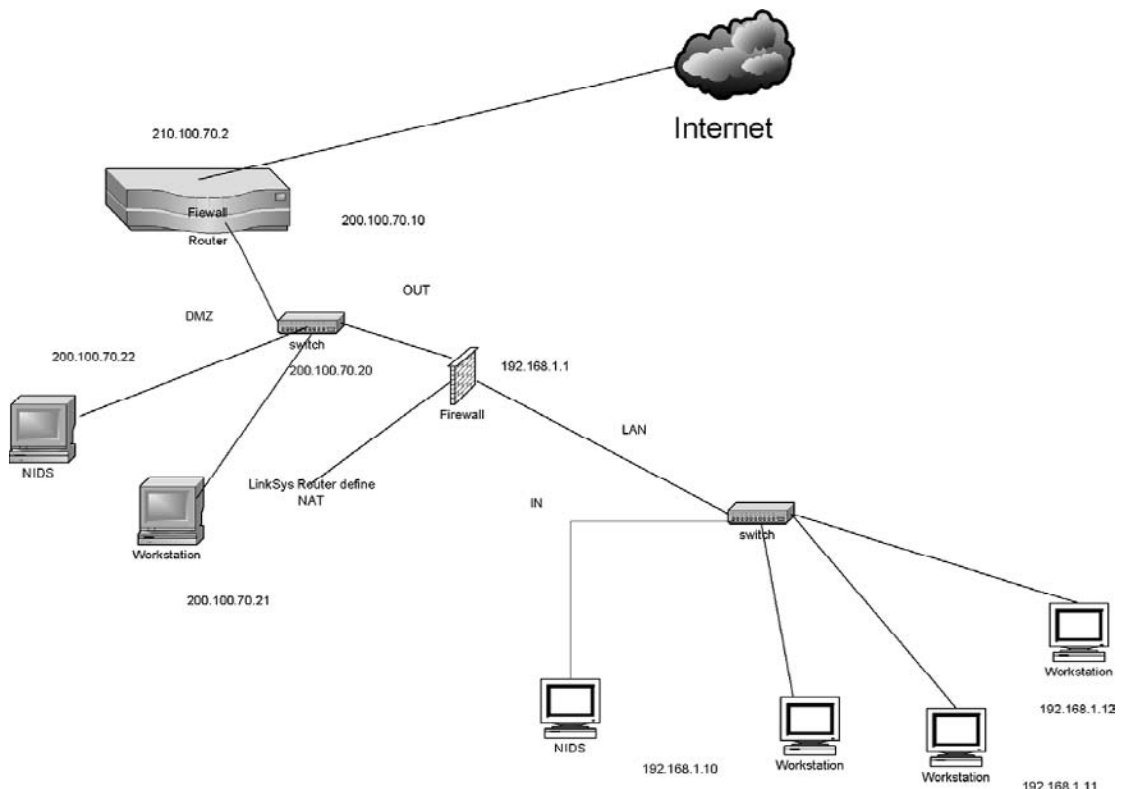 Internet
210.100.70.2
Fiewall
Router
200.100.70.10
OUT
DMZ
switch
200.100.70.22
200.100.70.20
192.168.1.1
Firewall
LAN
NIDS
LinkSys Router define
NAT
IN
switch
Workstation
200.100.70.21
Workstation
192.168.1.12
NIDS
192.168.1.10
Workstation
Workstation
192.168.1.11